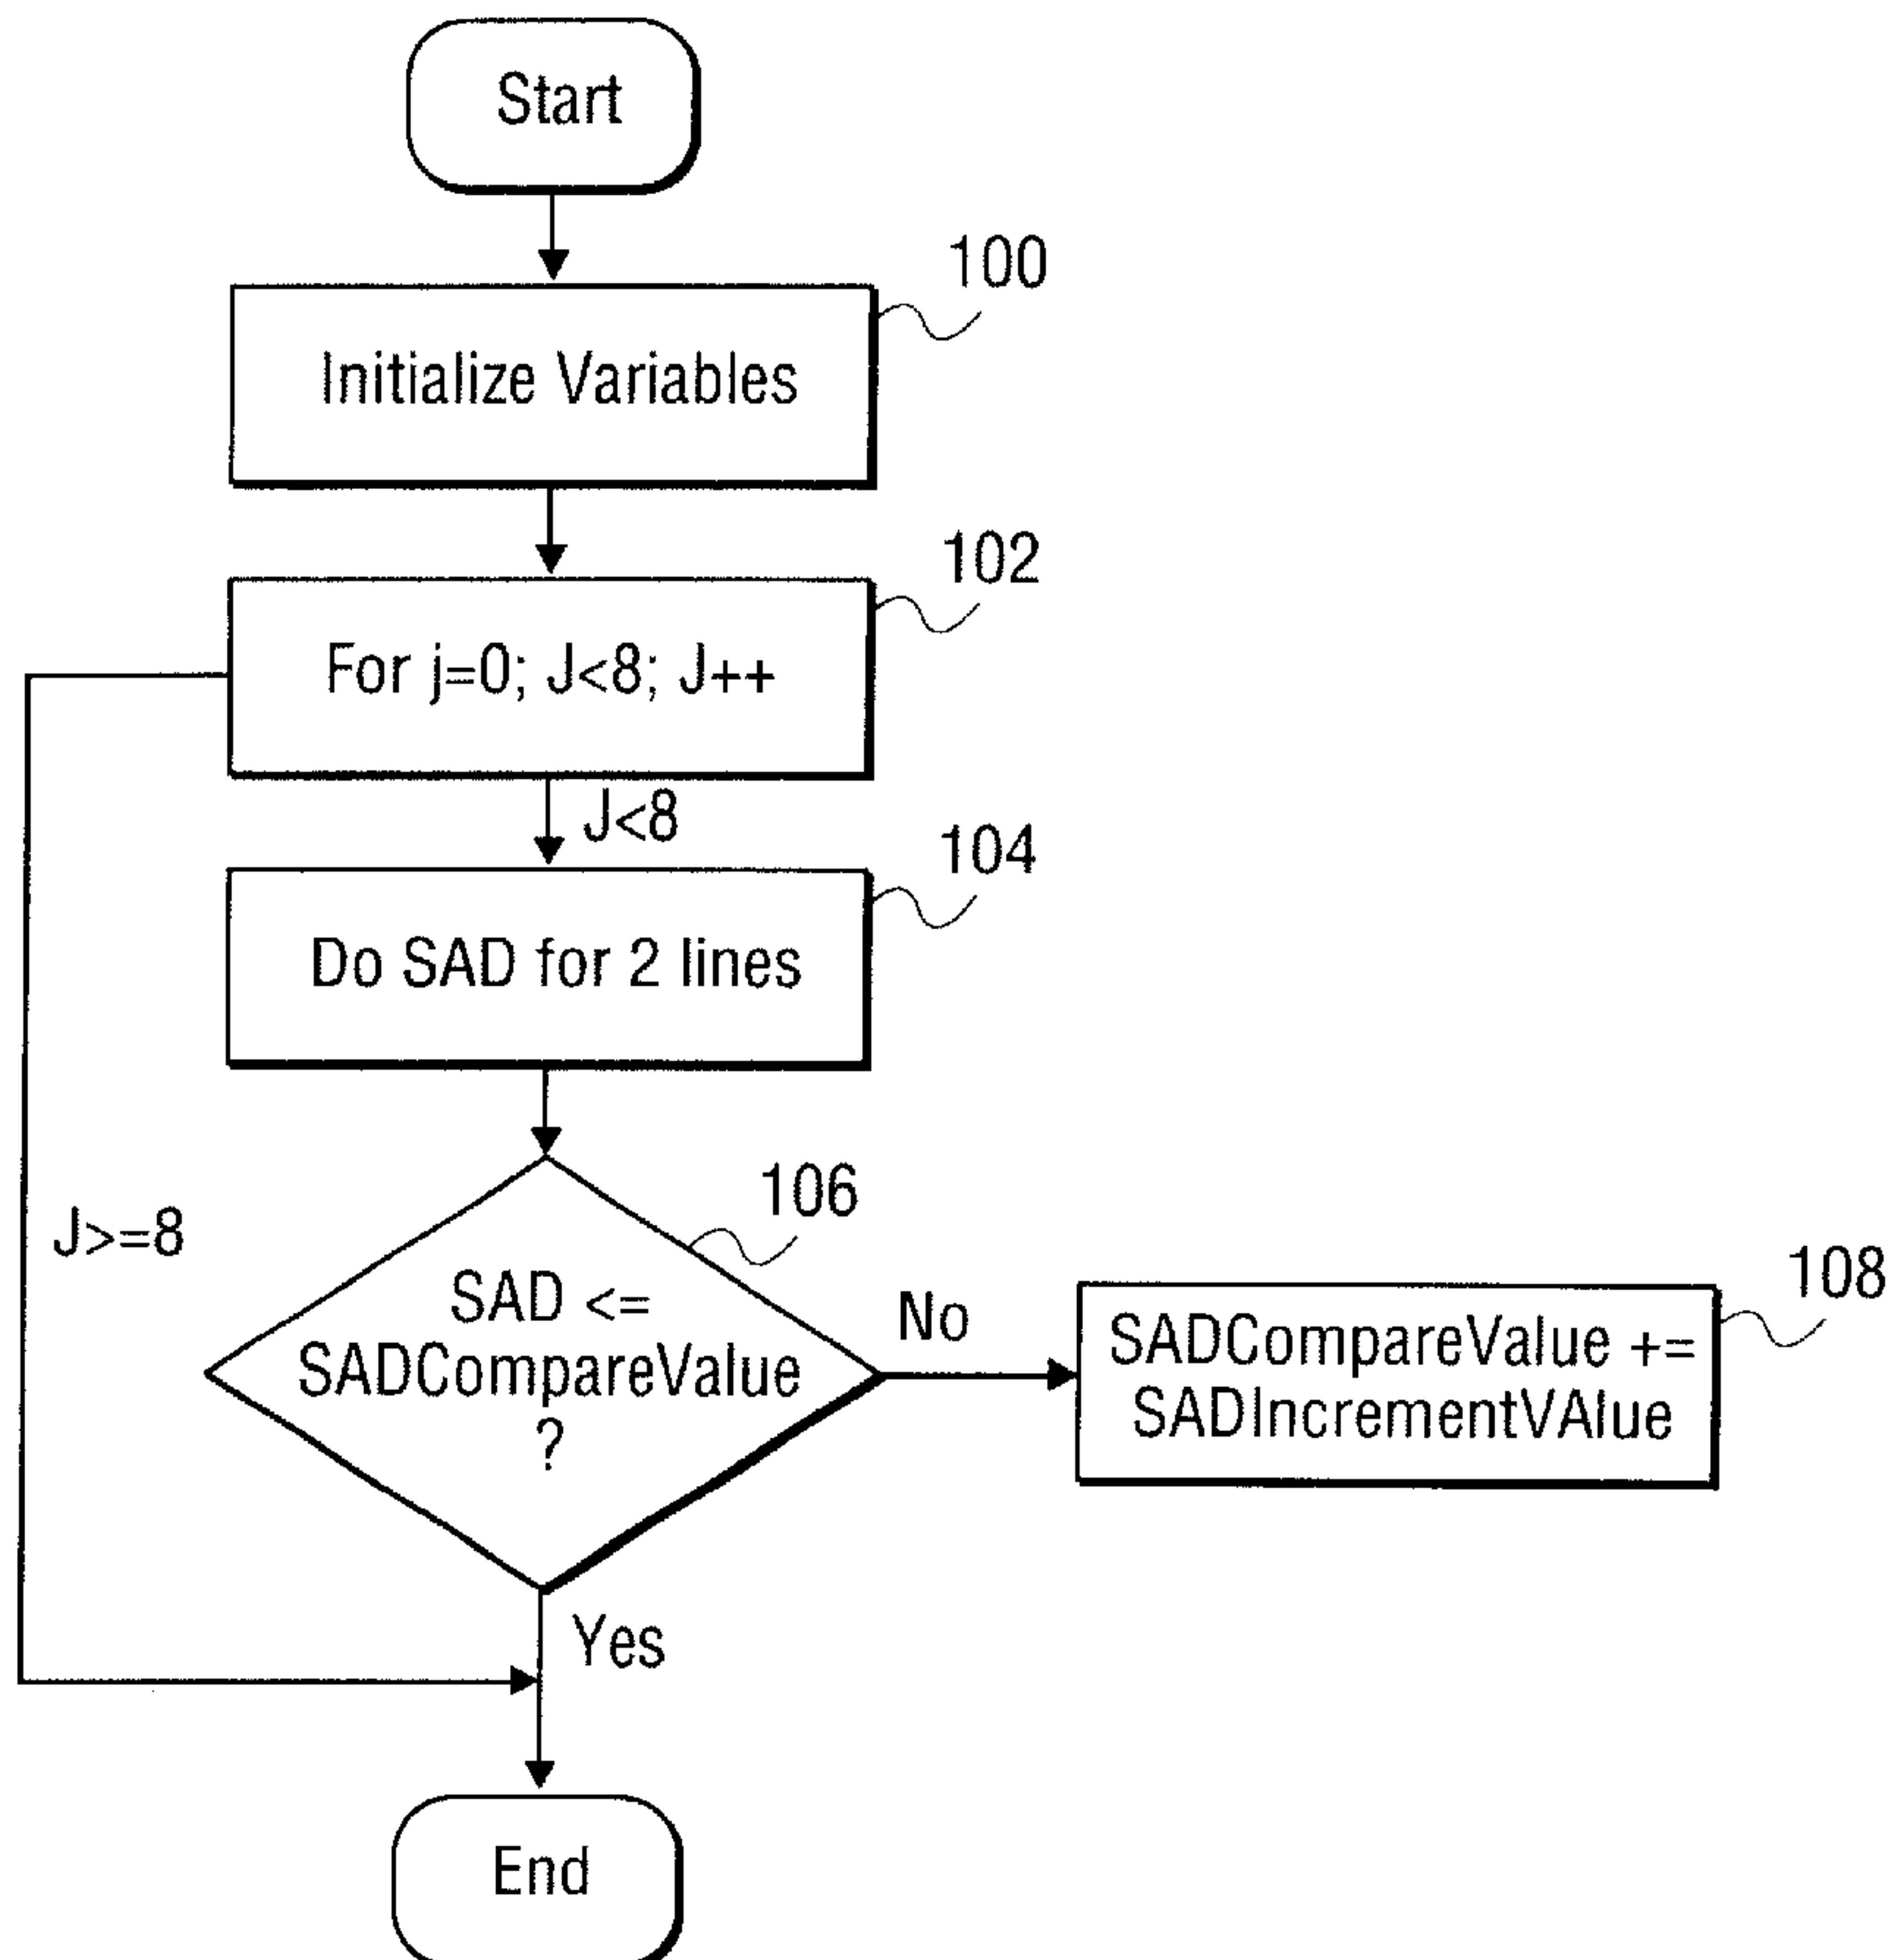 Start
100
Initialize Variables
102
For j=0; J<8; J++
J<8
104
Do SAD for 2 lines
106
J>=8
SAD <=
SADCompareValue
?
No
108
SADCompareValue +=
SADIncrementVAlue
Yes
End